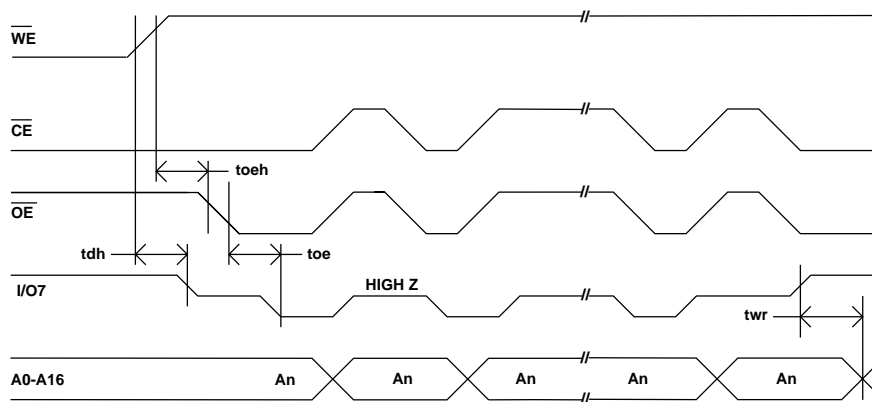 WE
CE
toeh
OE
tdh
toe
I/O7
HIGH Z
twr
A0-A16
An
An
An
An
An